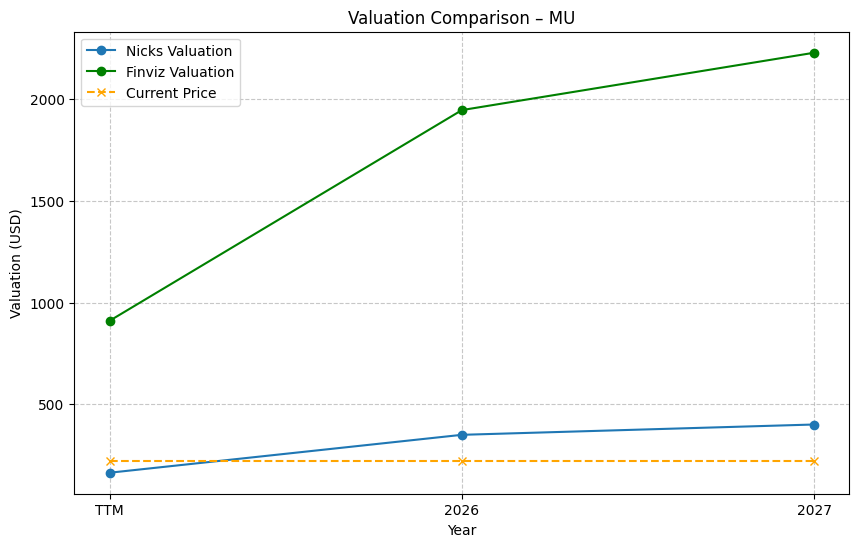 Valuation Comparison – MU
Nicks Valuation
Finviz Valuation
Current Price
Valuation (USD)
2000
1500
1000
500
TTM
2026
2027
Year